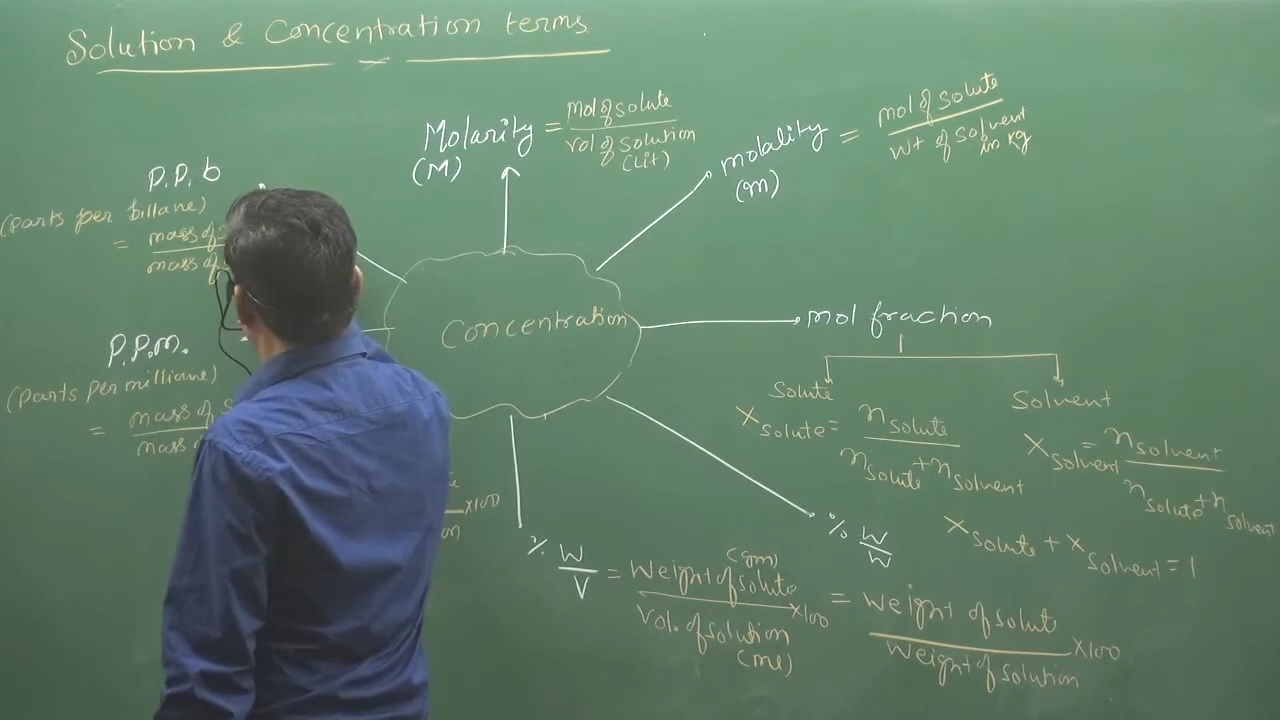 Solution & Concentration terms
Molarity = Mol of solute
(M) vol of solution
(Lit)
molality = mol of solute
(m) wt of solvent
in kg
P.P.b
(Parts per billane)
= mass of
mass of
P.P.m.
(Parts per milliane)
= mass of
mass
Concentration
mol fraction
Solute
Solvent
x solute = n solute
n solute + n solvent
x solvent = n solvent
n solute + n solvent
x solute + x solvent = 1
x100
on
% W/V = weight of solute (gm) x100
Vol. of solution
(ml)
% W/W
= weight of solute x100
weight of solution